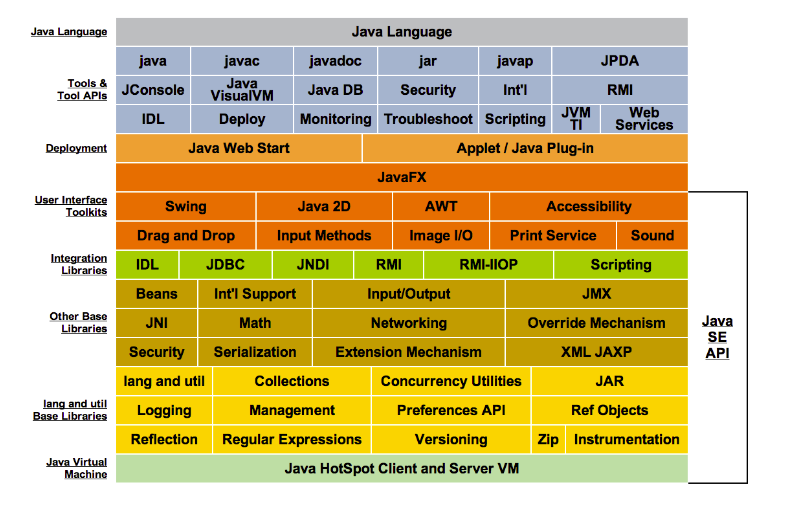 Java Language Java Language
java javac javadoc jar javap JPDA
Tools &
Tool APIs
JConsole Java
VisualVM Java DB Security Int'l RMI
IDL Deploy Monitoring Troubleshoot Scripting JVM
TI Web
Services
Deployment Java Web Start Applet / Java Plug-in
JavaFX
User Interface
Toolkits
Swing Java 2D AWT Accessibility
Drag and Drop Input Methods Image I/O Print Service Sound
Integration
Libraries
IDL JDBC JNDI RMI RMI-IIOP Scripting
Beans Int'l Support Input/Output JMX
Other Base
Libraries
JNI Math Networking Override Mechanism
Security Serialization Extension Mechanism XML JAXP
lang and util Collections Concurrency Utilities JAR
lang and util
Base Libraries
Logging Management Preferences API Ref Objects
Reflection Regular Expressions Versioning Zip Instrumentation
Java Virtual
Machine
Java HotSpot Client and Server VM
Java
SE
API